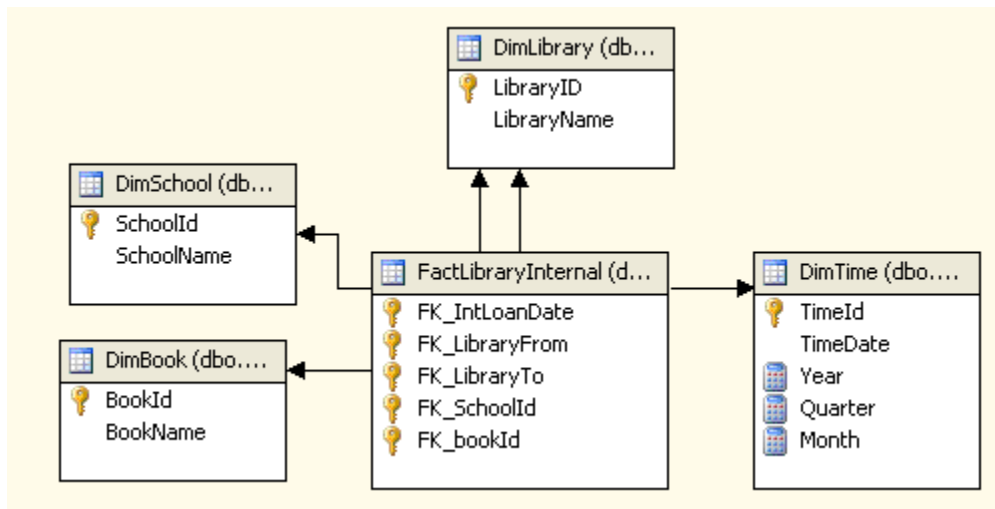 DimLibrary (db...
LibraryID
LibraryName
DimSchool (db...
SchoolId
SchoolName
FactLibraryInternal (d...
FK_IntLoanDate
FK_LibraryFrom
FK_LibraryTo
FK_SchoolId
FK_bookId
DimTime (dbo....
TimeId
TimeDate
Year
Quarter
Month
DimBook (dbo....
BookId
BookName